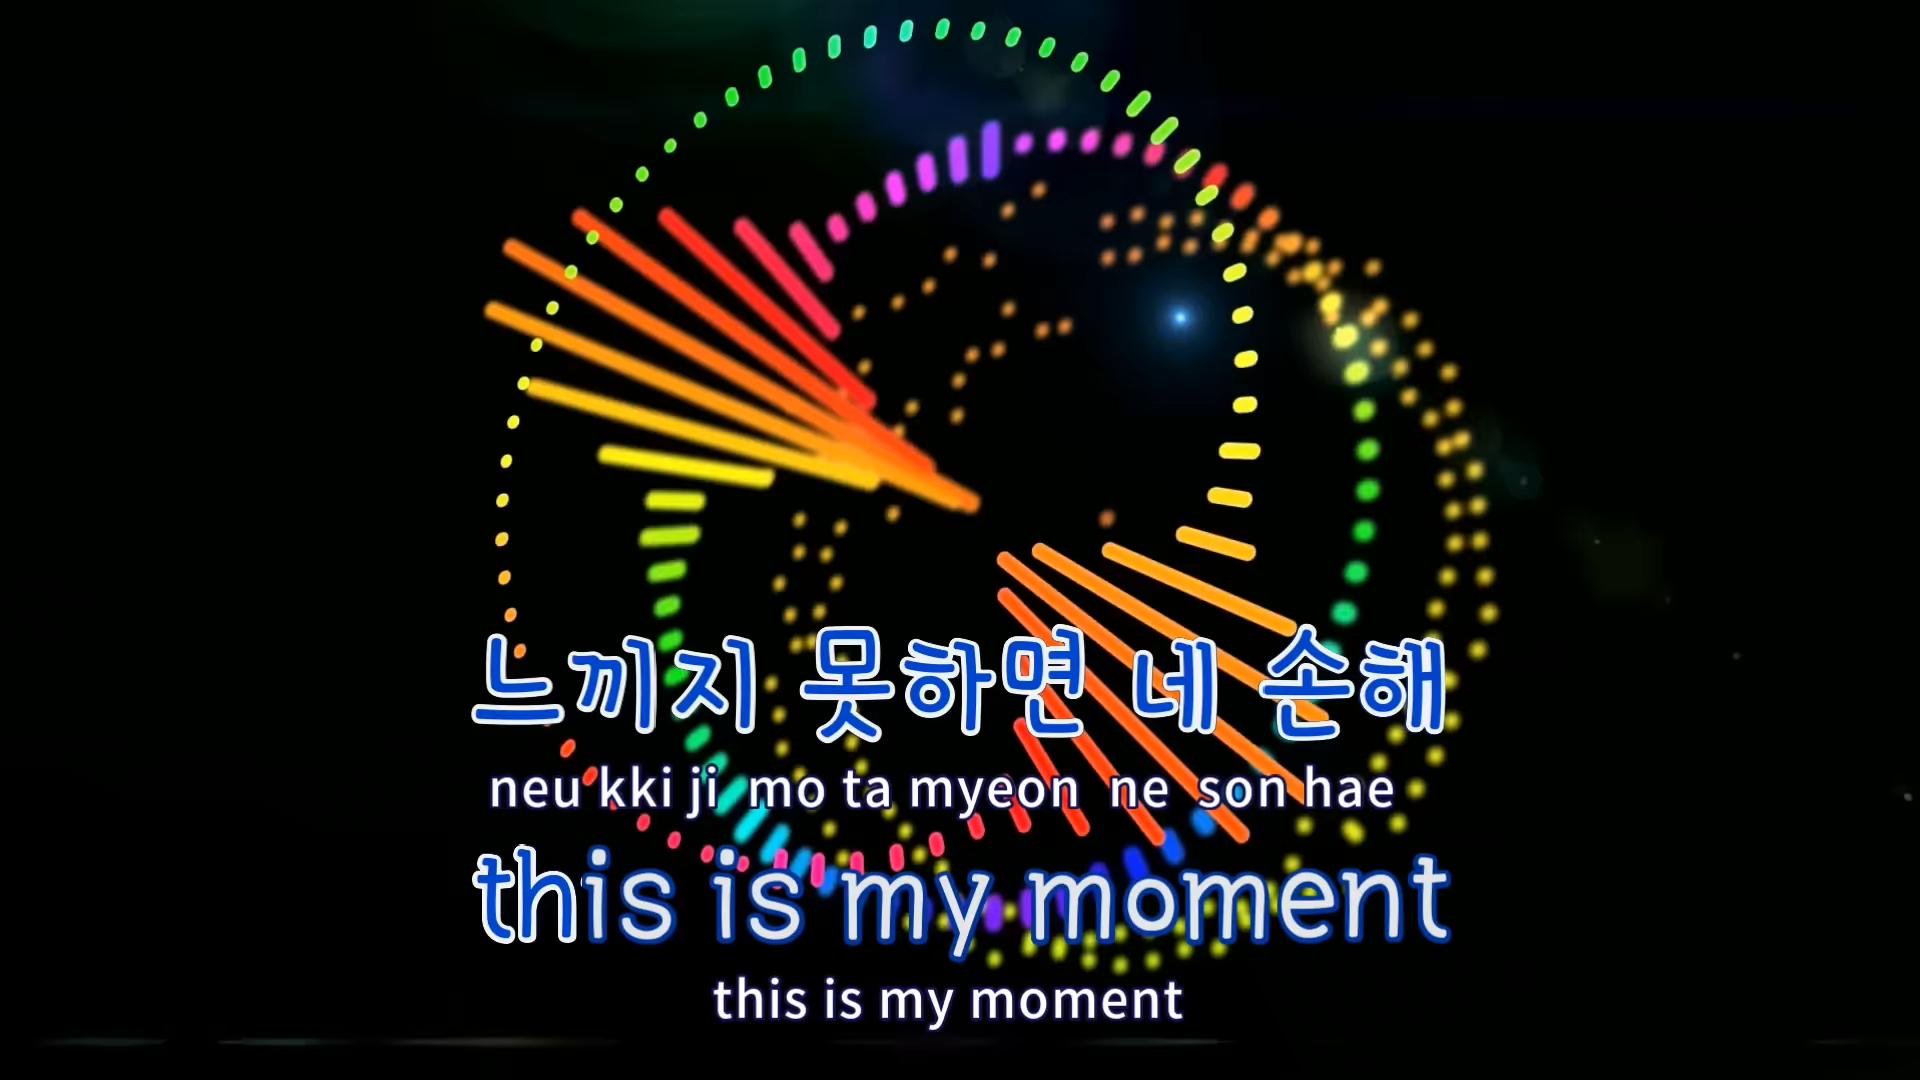 느끼지 못하면 네 손해
neu kki ji mo ta myeon ne son hae
this is my moment
this is my moment